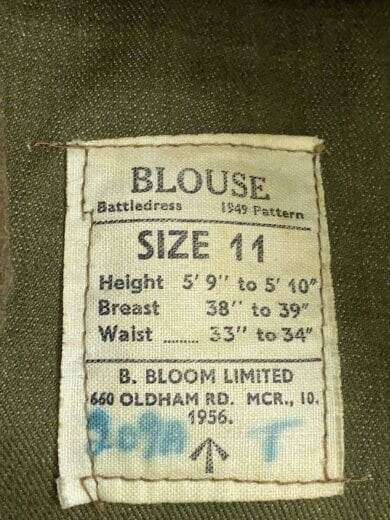 BLOUSE
Battledress 1949 Pattern
SIZE 11
Height 5' 9" to 5' 10"
Breast 38" to 39"
Waist ......... 33" to 34"
B. BLOOM LIMITED
660 OLDHAM RD. MCR., 10.
1956.
T